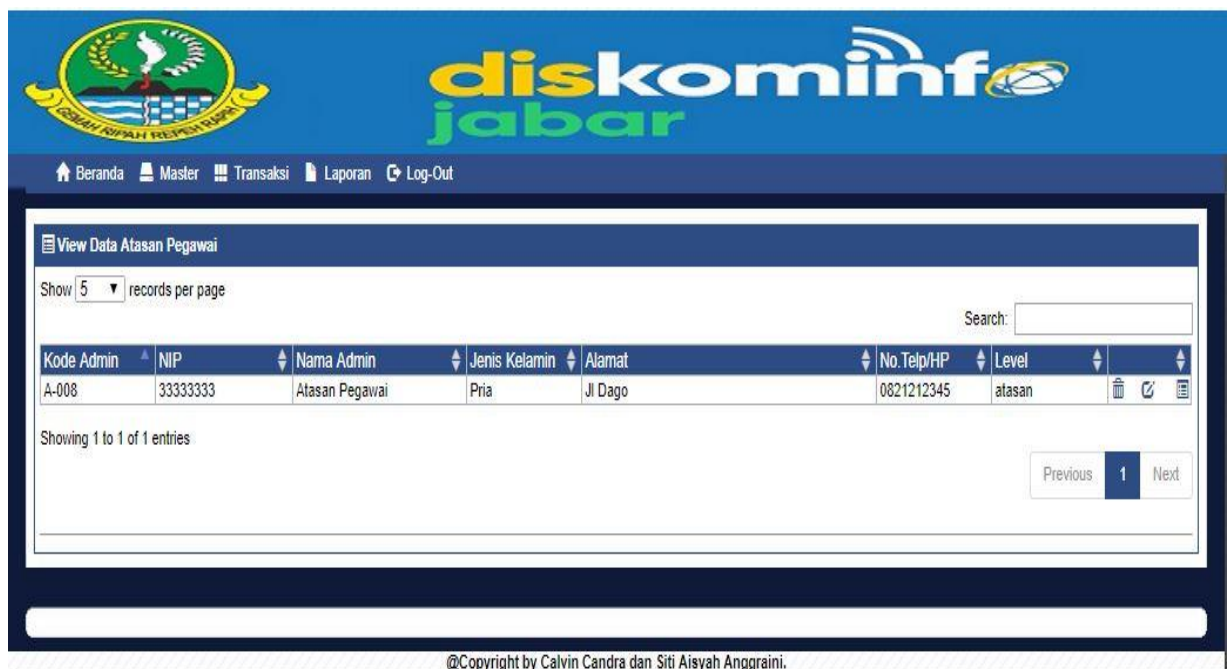 GEMAH RIPAH REPEH RAPIH
diskominfo
jabar
Beranda Master Transaksi Laporan Log-Out
View Data Atasan Pegawai
Show 5 records per page
Search:
Kode Admin NIP Nama Admin Jenis Kelamin Alamat No.Telp/HP Level
A-008 33333333 Atasan Pegawai Pria Jl Dago 0821212345 atasan
Showing 1 to 1 of 1 entries
Previous 1 Next
@Copyright by Calvin Candra dan Siti Aisyah Anggraini.